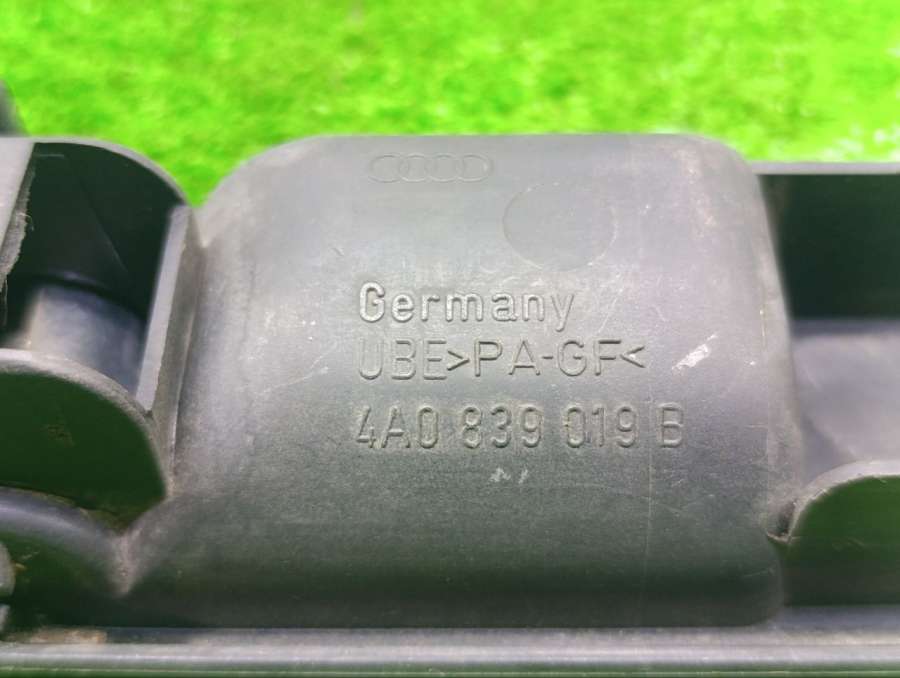 Germany
UBE>PA-GF<
4A0 839 019 B